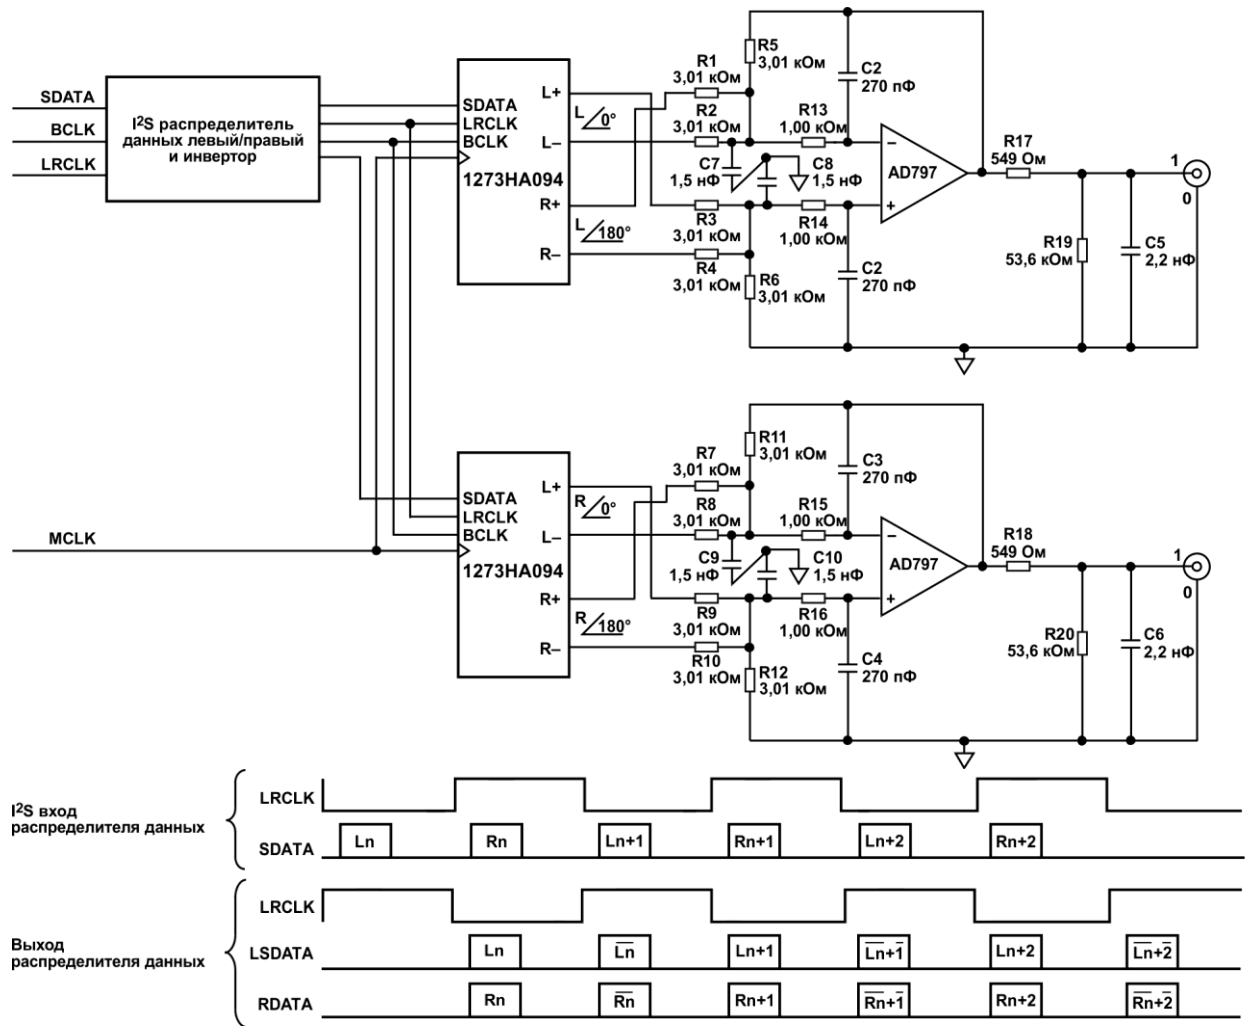 SDATA
BCLK
LRCLK
I²S распределитель
данных левый/правый
и инвертор
SDATA
LRCLK
BCLK
1273НА094
L+
L–
R+
R–
L 0°
L 180°
R1
3,01 кОм
R2
3,01 кОм
R3
3,01 кОм
R4
3,01 кОм
R5
3,01 кОм
R6
3,01 кОм
C7
1,5 нФ
C8
1,5 нФ
R13
1,00 кОм
R14
1,00 кОм
C2
270 пФ
C2
270 пФ
–
AD797
+
R17
549 Ом
R19
53,6 кОм
C5
2,2 нФ
1
0
MCLK
SDATA
LRCLK
BCLK
1273НА094
L+
L–
R+
R–
R 0°
R 180°
R7
3,01 кОм
R8
3,01 кОм
R9
3,01 кОм
R10
3,01 кОм
R11
3,01 кОм
R12
3,01 кОм
C9
1,5 нФ
C10
1,5 нФ
R15
1,00 кОм
R16
1,00 кОм
C3
270 пФ
C4
270 пФ
–
AD797
+
R18
549 Ом
R20
53,6 кОм
C6
2,2 нФ
1
0
I²S вход
распределителя данных
LRCLK
SDATA
Ln Rn Ln+1 Rn+1 Ln+2 Rn+2
Выход
распределителя данных
LRCLK
LSDATA
Ln L̅n̅ Ln+1 L̅n̅+̅1̅ Ln+2 L̅n̅+̅2̅
RDATA
Rn R̅n̅ Rn+1 R̅n̅+̅1̅ Rn+2 R̅n̅+̅2̅